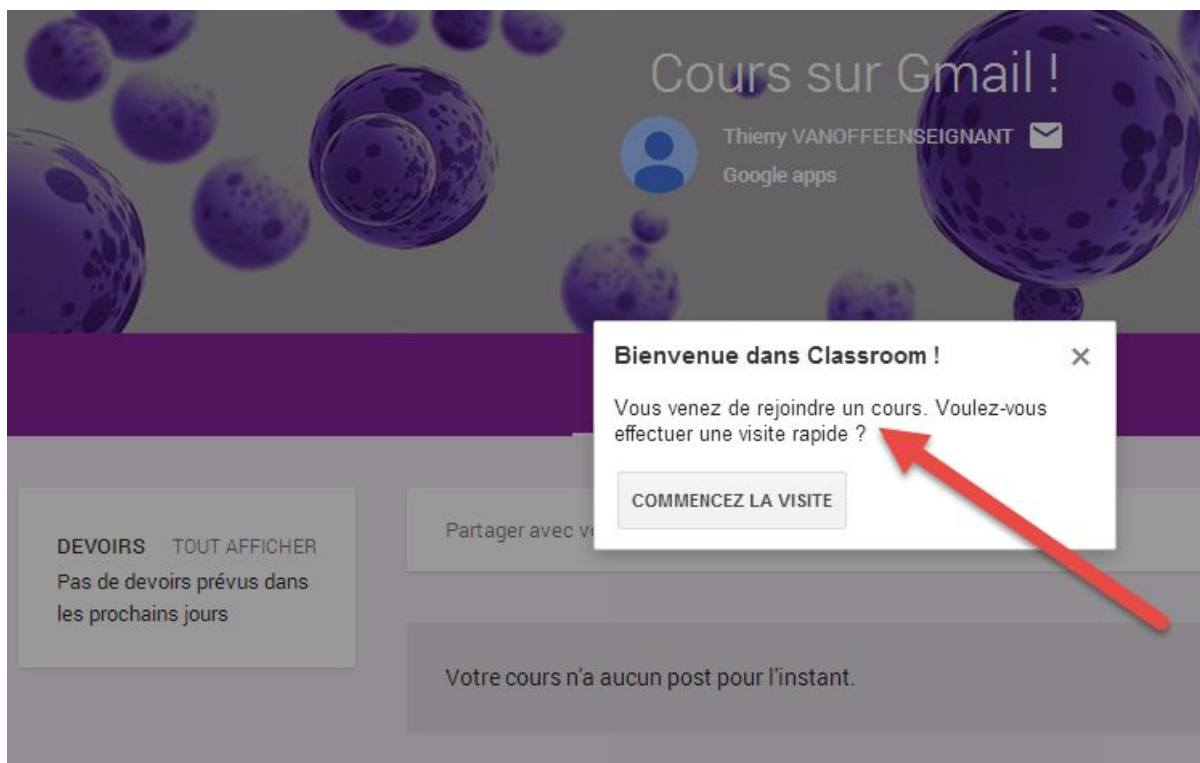 Cours sur Gmail !
Thierry VANOFFEENSEIGNANT
Google apps
Bienvenue dans Classroom !
Vous venez de rejoindre un cours. Voulez-vous
effectuer une visite rapide ?
COMMENCEZ LA VISITE
DEVOIRS TOUT AFFICHER
Pas de devoirs prévus dans
les prochains jours
Partager avec
Votre cours n'a aucun post pour l'instant.